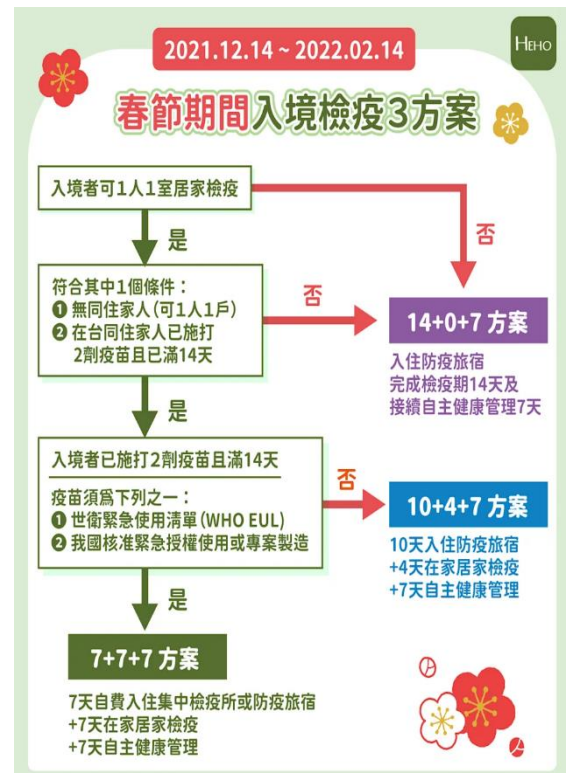 HEHO
2021.12.14 ~ 2022.02.14
春節期間入境檢疫3方案
入境者可1人1室居家檢疫
否
是
符合其中1個條件：
❶ 無同住家人(可1人1戶)
❷ 在台同住家人已施打
2劑疫苗且已滿14天
否
14+0+7 方案
入住防疫旅宿
完成檢疫期14天及
接續自主健康管理7天
是
入境者已施打2劑疫苗且滿14天
疫苗須為下列之一：
❶ 世衛緊急使用清單(WHO EUL)
❷ 我國核准緊急授權使用或專案製造
否
10+4+7 方案
10天入住防疫旅宿
+4天在家居家檢疫
+7天自主健康管理
是
7+7+7 方案
7天自費入住集中檢疫所或防疫旅宿
+7天在家居家檢疫
+7天自主健康管理